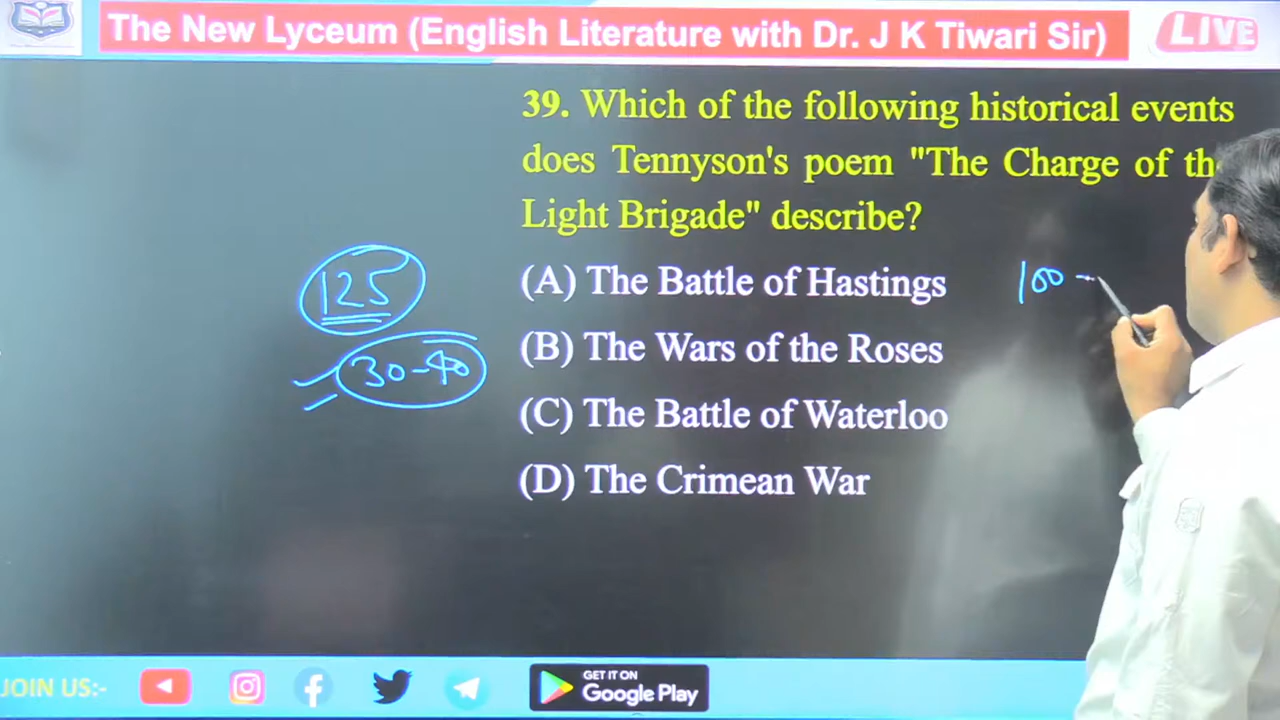 The New Lyceum (English Literature with Dr. J K Tiwari Sir)
LIVE
39. Which of the following historical events
does Tennyson's poem "The Charge of th
Light Brigade" describe?
(A) The Battle of Hastings
100 -
125
(B) The Wars of the Roses
30-40
(C) The Battle of Waterloo
(D) The Crimean War
JOIN US:-
GET IT ON
Google Play